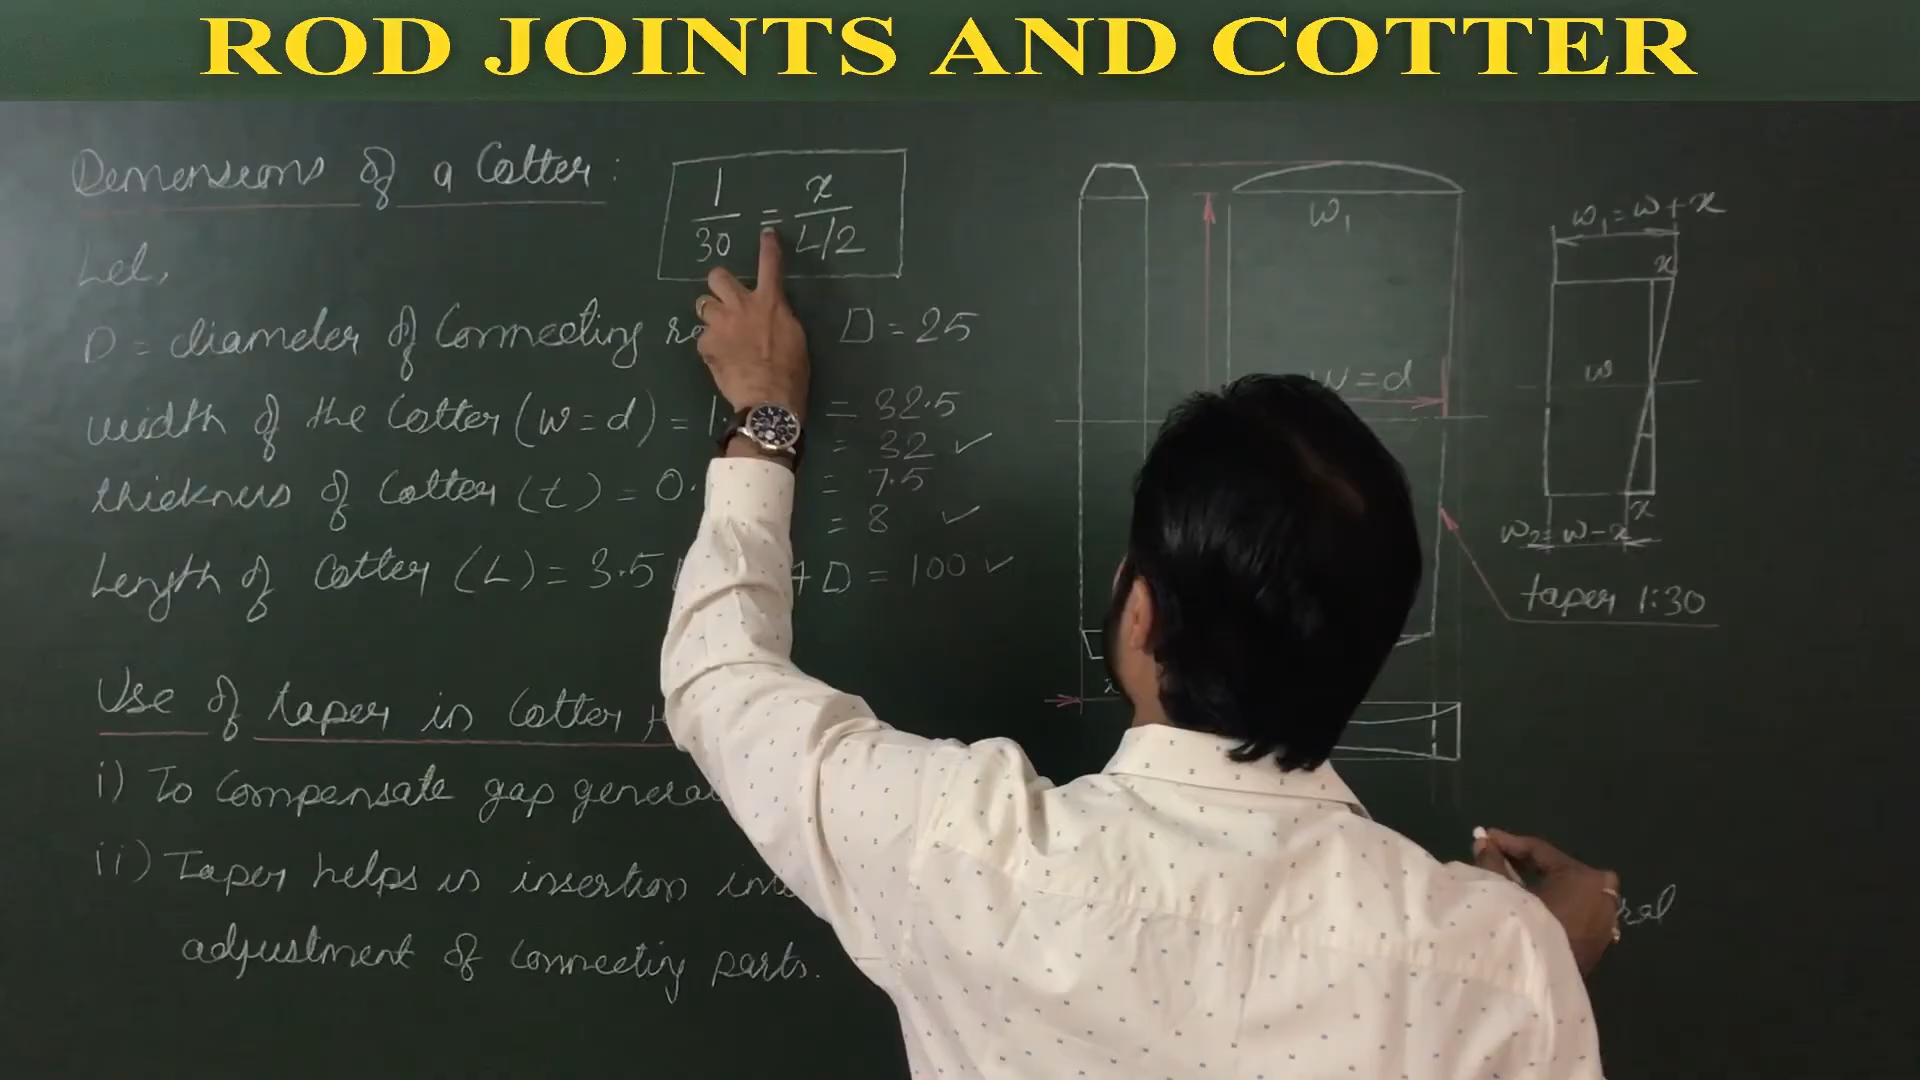 ROD JOINTS AND COTTER
Demensions of a Cotter:
1/30 = x/L/2
Let,
D = diameter of Connecting
D = 25
width of the Cotter (w = d) = 1.
= 32.5
= 32 ✓
thickness of Cotter (t) = 0.
= 7.5
= 8 ✓
Length of Cotter (L) = 3.5
4 D = 100 ✓
Use of taper in Cotter
i) To compensate gap
ii) Taper helps in insertion
adjustment of connecting parts.
w1
w = d
w1 = w + x
x
w
x
w2 = w - x
taper 1:30